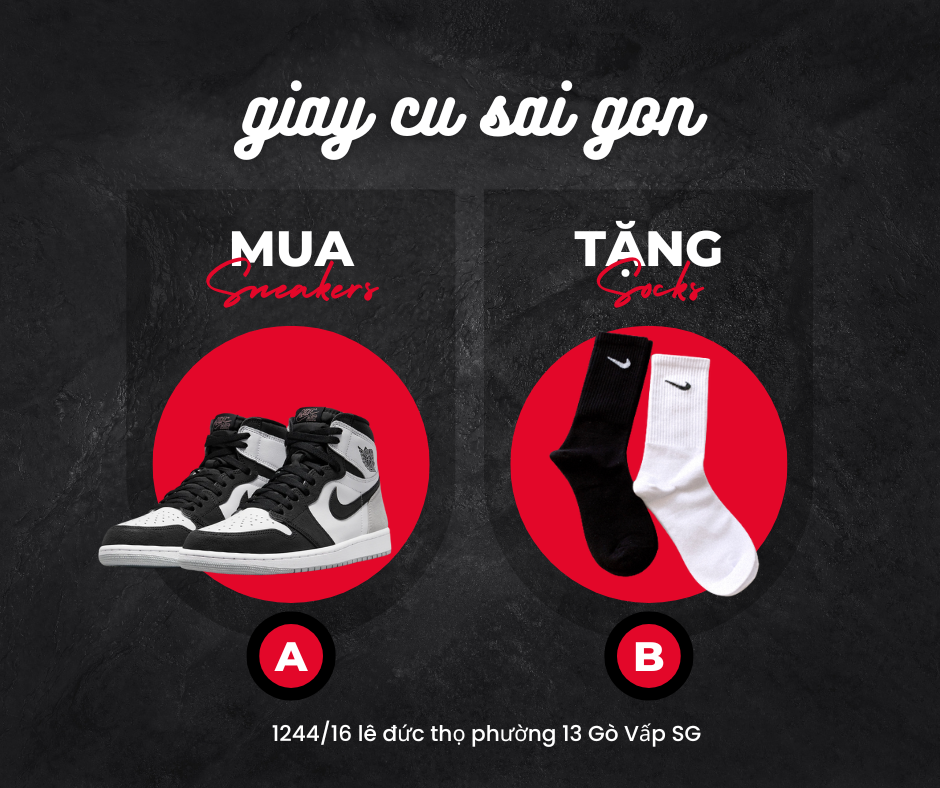 giay cu sai gon
MUA
Sneakers
TẶNG
Socks
A
B
1244/16 lê đức thọ phường 13 Gò Vấp SG